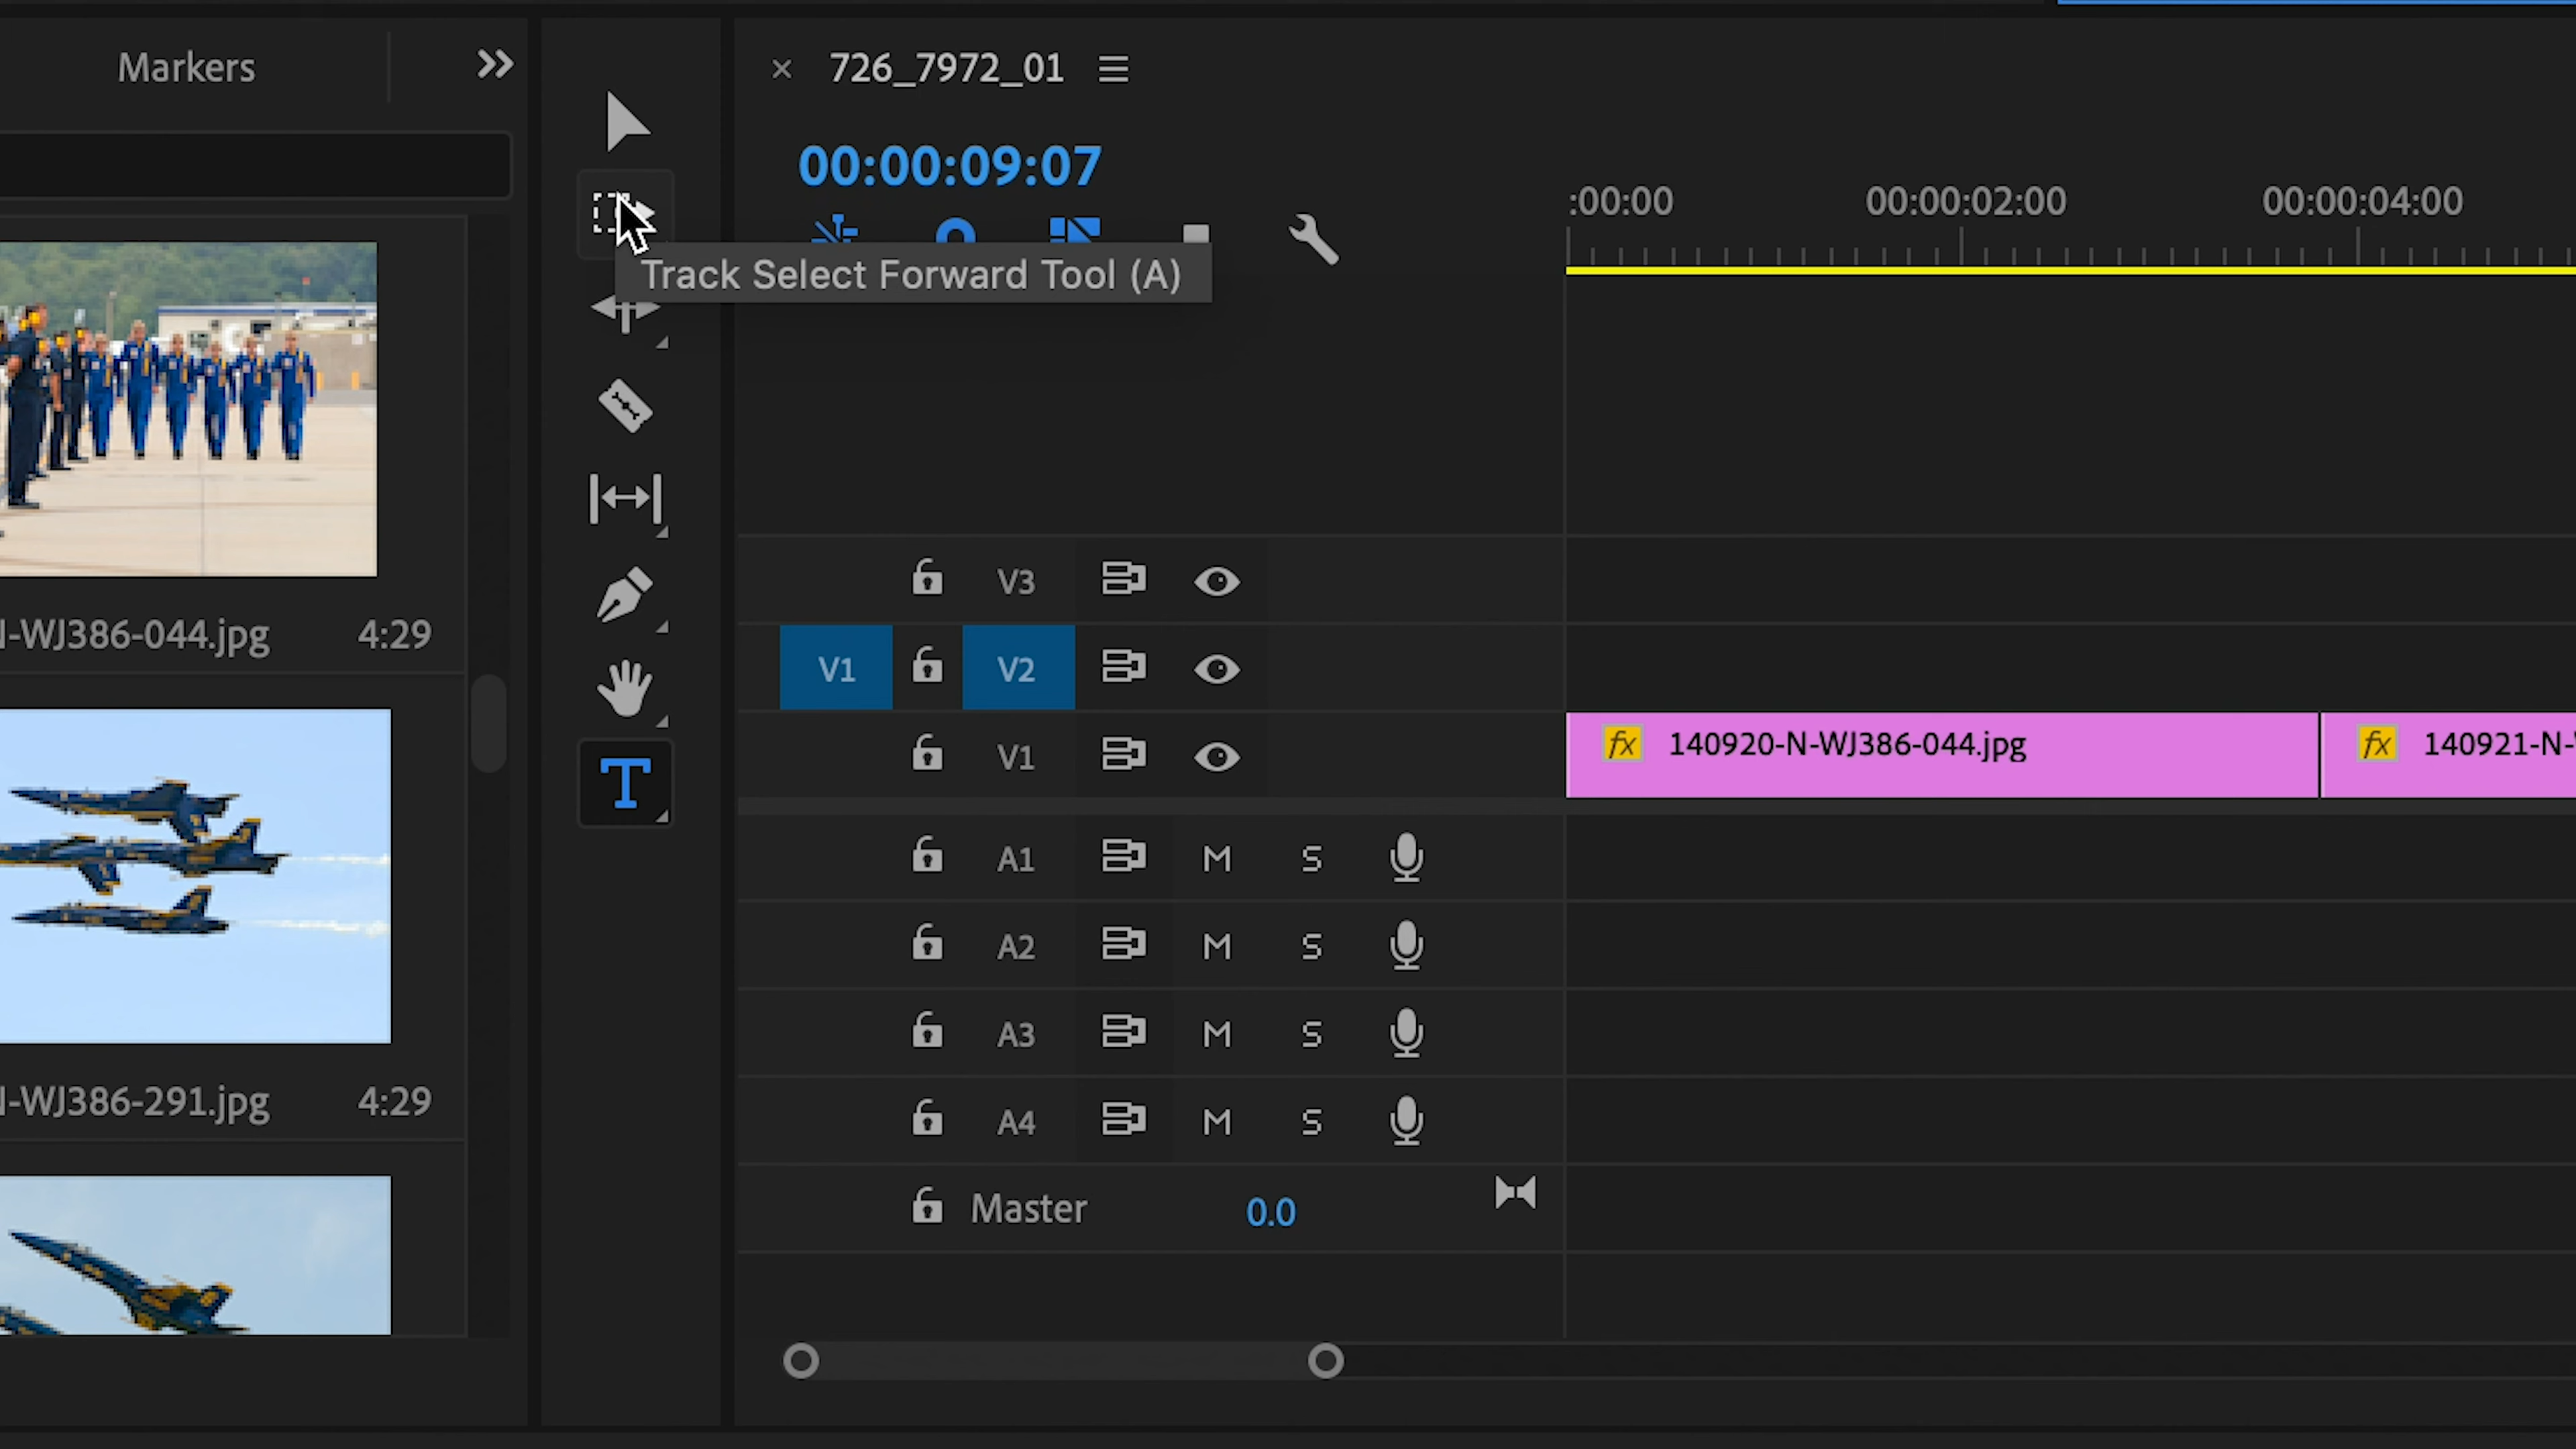 Markers
N-WJ386-044.jpg 4:29
N-WJ386-291.jpg 4:29
T
726_7972_01
00:00:09:07
Track Select Forward Tool (A)
:00:00 00:00:02:00 00:00:04:00
V3
V1 V2
V1
fx 140920-N-WJ386-044.jpg fx 140921-N-
A1 M S
A2 M S
A3 M S
A4 M S
Master 0.0